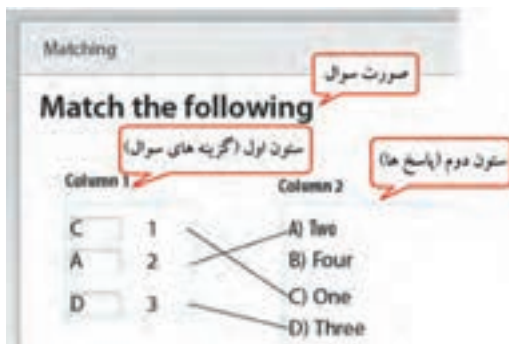 Matching
صورت سوال
Match the following
ستون اول (گزینه های سوال)
ستون دوم (پاسخ ها)
Column 1
Column 2
C 1 A) Two
A 2 B) Four
C) One
D 3
D) Three